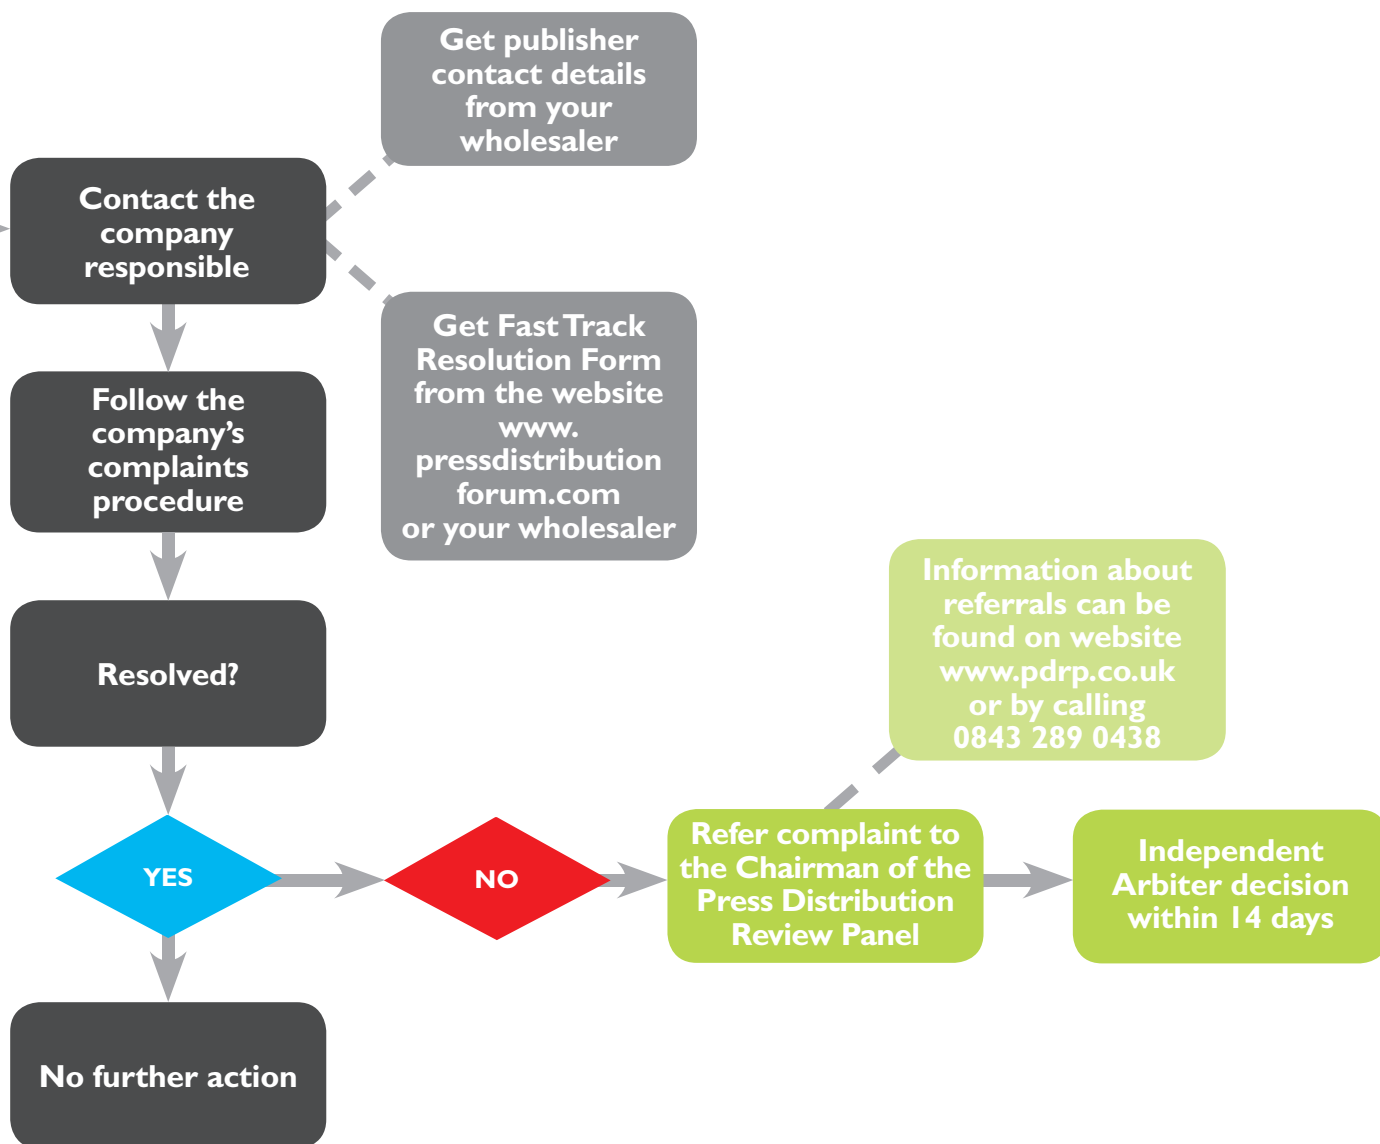 Get publisher
contact details
from your
wholesaler
Contact the
company
responsible
Get Fast Track
Resolution Form
from the website
www.
pressdistribution
forum.com
or your wholesaler
Follow the
company’s
complaints
procedure
Information about
referrals can be
found on website
www.pdrp.co.uk
or by calling
0843 289 0438
Resolved?
YES
NO
Refer complaint to
the Chairman of the
Press Distribution
Review Panel
Independent
Arbiter decision
within 14 days
No further action